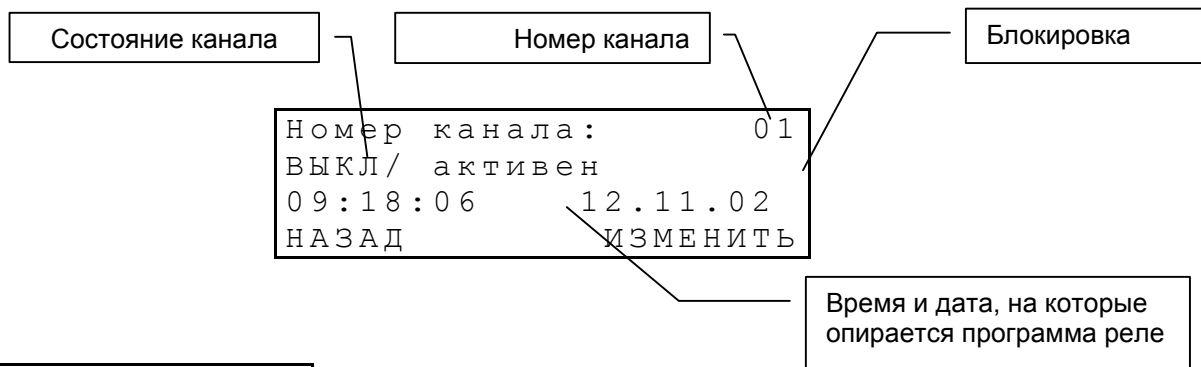 Состояние канала
Номер канала
Блокировка
Номер канала: 01
ВЫКЛ/ активен
09:18:06 12.11.02
НАЗАД ИЗМЕНИТЬ
Время и дата, на которые
опирается программа реле